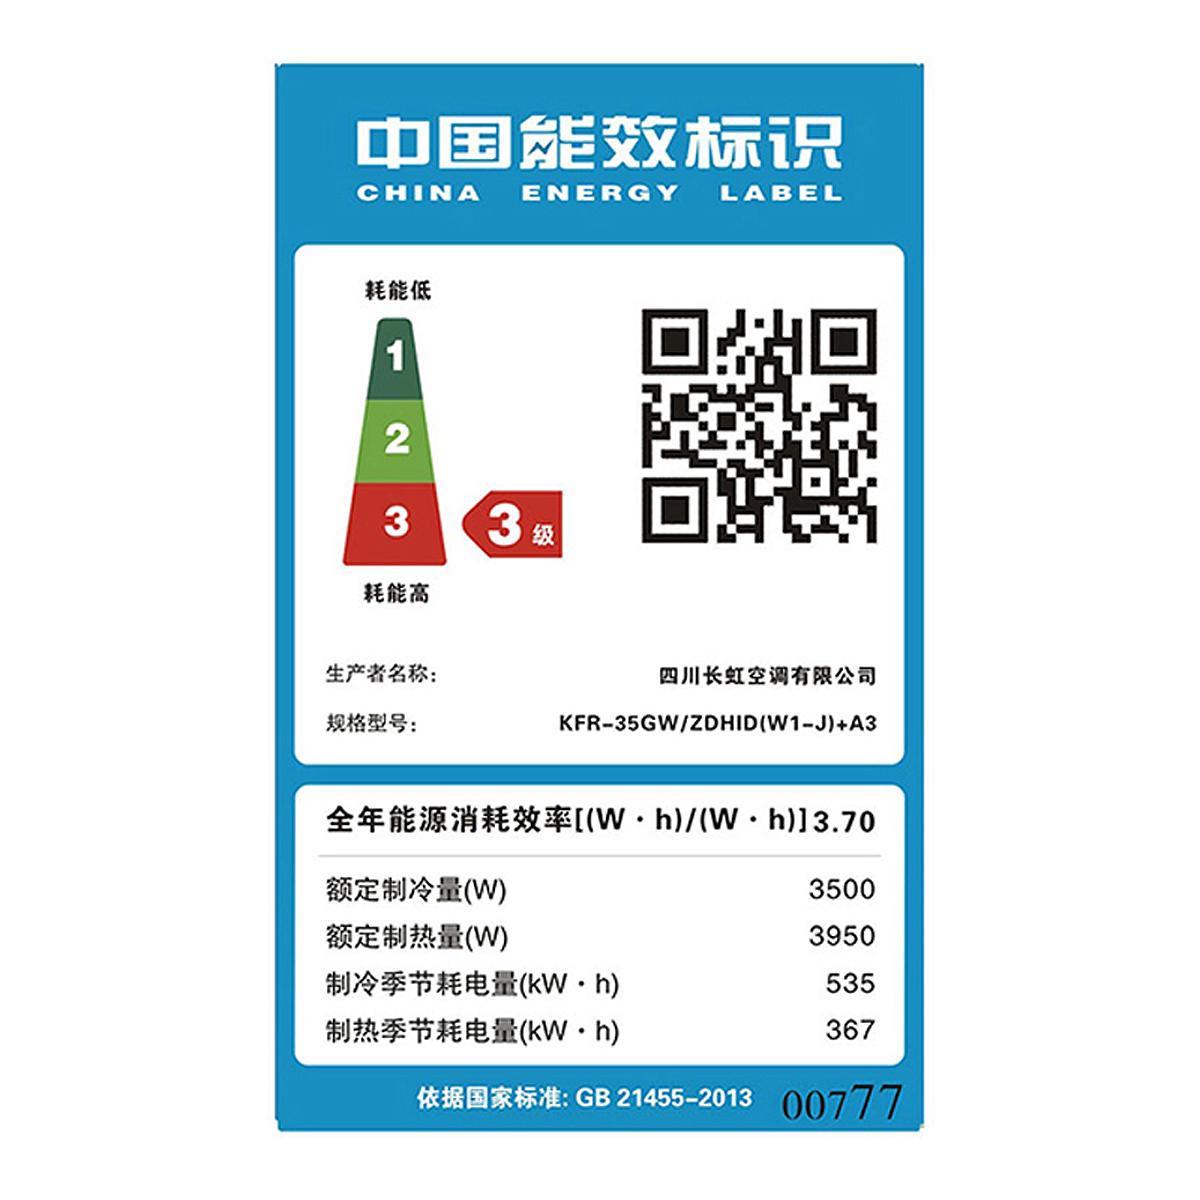 中国能效标识
CHINA ENERGY LABEL
耗能低
1
2
3
3级
耗能高
生产者名称: 四川长虹空调有限公司
规格型号: KFR-35GW/ZDHID(W1-J)+A3
全年能源消耗效率[(W·h)/(W·h)] 3.70
额定制冷量(W) 3500
额定制热量(W) 3950
制冷季节耗电量(kW·h) 535
制热季节耗电量(kW·h) 367
依据国家标准: GB 21455-2013 00777